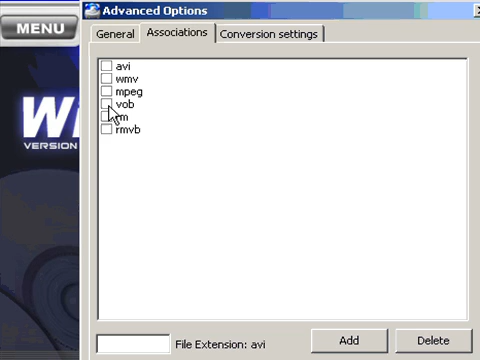 MENU
Advanced Options
General
Associations
Conversion settings
avi
wmv
mpeg
vob
rmvb
VERSION
File Extension: avi
Add
Delete